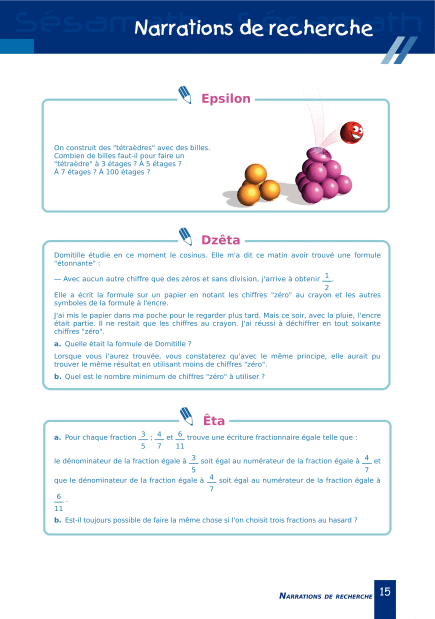 Narrations de recherche
Epsilon
On construit des "tétraèdres" avec des billes.
Combien de billes faut-il pour faire un
"tétraèdre" à 3 étages ? À 5 étages ?
À 7 étages ? À 100 étages ?
Dzêta
Domitille étudie en ce moment le cosinus. Elle m'a dit ce matin avoir trouvé une formule
"étonnante" :
— Avec aucun autre chiffre que des zéros et sans division, j'arrive à obtenir 1/2.
Elle a écrit la formule sur un papier en notant les chiffres "zéro" au crayon et les autres
symboles de la formule à l'encre.
J'ai mis le papier dans ma poche pour le regarder plus tard. Mais ce soir, avec la pluie, l'encre
était partie. Il ne restait que les chiffres au crayon. J'ai réussi à déchiffrer en tout soixante
chiffres "zéro".
a. Quelle était la formule de Domitille ?
Lorsque vous l'aurez trouvée, vous constaterez qu'avec le même principe, elle aurait pu
trouver le même résultat en utilisant moins de chiffres "zéro".
b. Quel est le nombre minimum de chiffres "zéro" à utiliser ?
Êta
a. Pour chaque fraction 3/5 ; 4/7 et 6/11 trouve une écriture fractionnaire égale telle que :
le dénominateur de la fraction égale à 3/5 soit égal au numérateur de la fraction égale à 4/7 et
que le dénominateur de la fraction égale à 4/7 soit égal au numérateur de la fraction égale à
6/11.
b. Est-il toujours possible de faire la même chose si l'on choisit trois fractions au hasard ?
NARRATIONS DE RECHERCHE 15